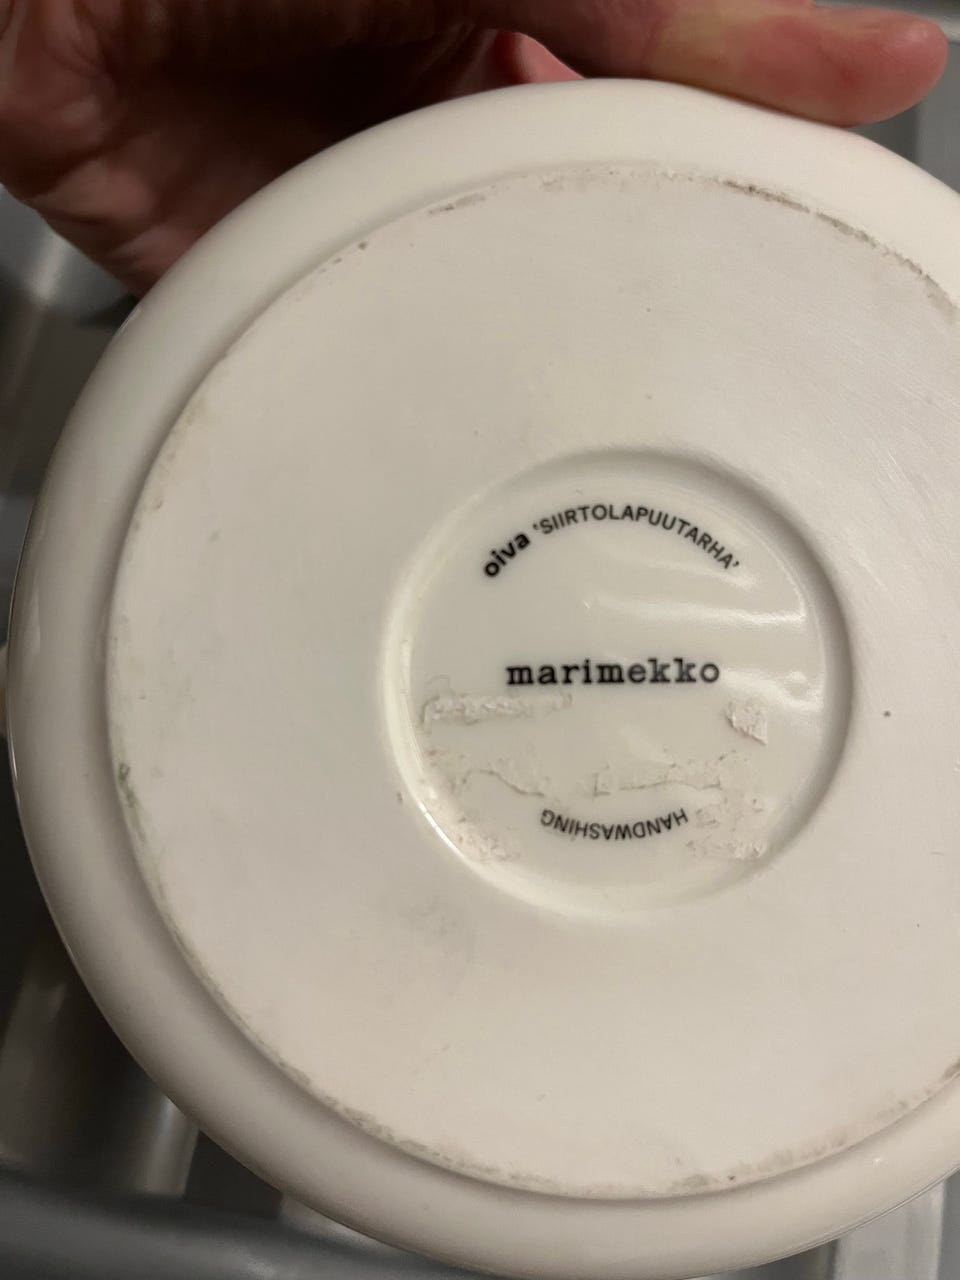 oiva 'SIIRTOLAPUUTARHA'
marimekko
HANDWASHING